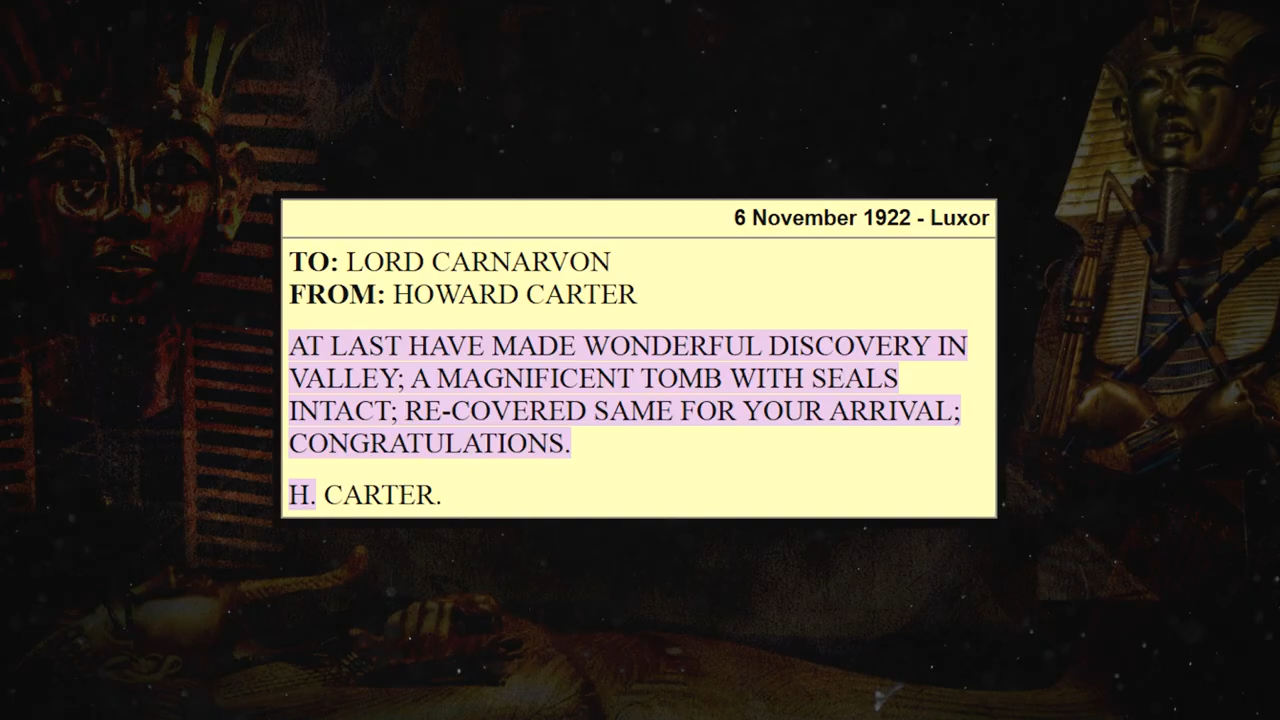 6 November 1922 - Luxor
TO: LORD CARNARVON
FROM: HOWARD CARTER
AT LAST HAVE MADE WONDERFUL DISCOVERY IN
VALLEY; A MAGNIFICENT TOMB WITH SEALS
INTACT; RE-COVERED SAME FOR YOUR ARRIVAL;
CONGRATULATIONS.
H. CARTER.